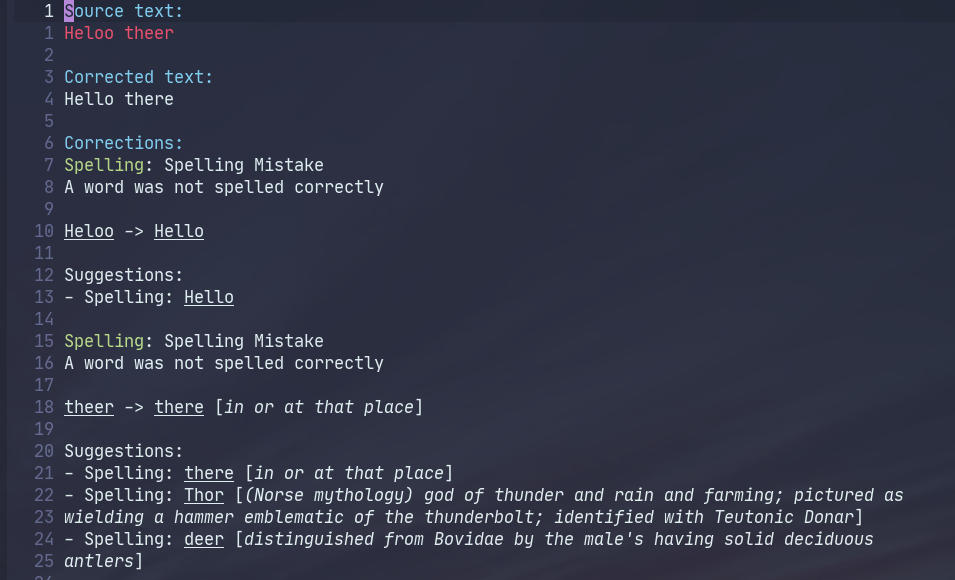 1 Source text:
1 Heloo theer
2
3 Corrected text:
4 Hello there
5
6 Corrections:
7 Spelling: Spelling Mistake
8 A word was not spelled correctly
9
10 Heloo -> Hello
11
12 Suggestions:
13 - Spelling: Hello
14
15 Spelling: Spelling Mistake
16 A word was not spelled correctly
17
18 theer -> there [in or at that place]
19
20 Suggestions:
21 - Spelling: there [in or at that place]
22 - Spelling: Thor [(Norse mythology) god of thunder and rain and farming; pictured as
23 wielding a hammer emblematic of the thunderbolt; identified with Teutonic Donar]
24 - Spelling: deer [distinguished from Bovidae by the male's having solid deciduous
25 antlers]